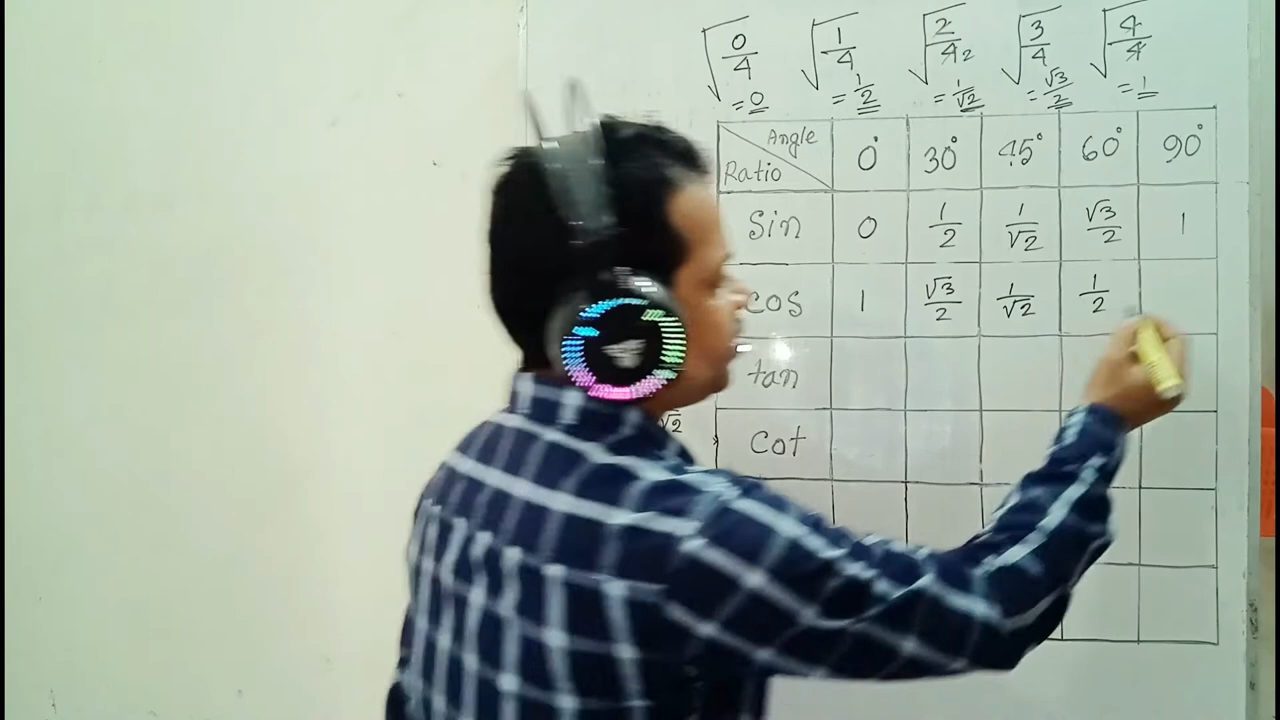 √0/4 √1/4 √2/4₂ √3/4 √4/4
=0 =1/2 =1/√2 =√3/2 =1
Angle
Ratio 0° 30° 45° 60° 90°
Sin 0 1/2 1/√2 √3/2 1
cos 1 √3/2 1/√2 1/2
tan
√2
cot